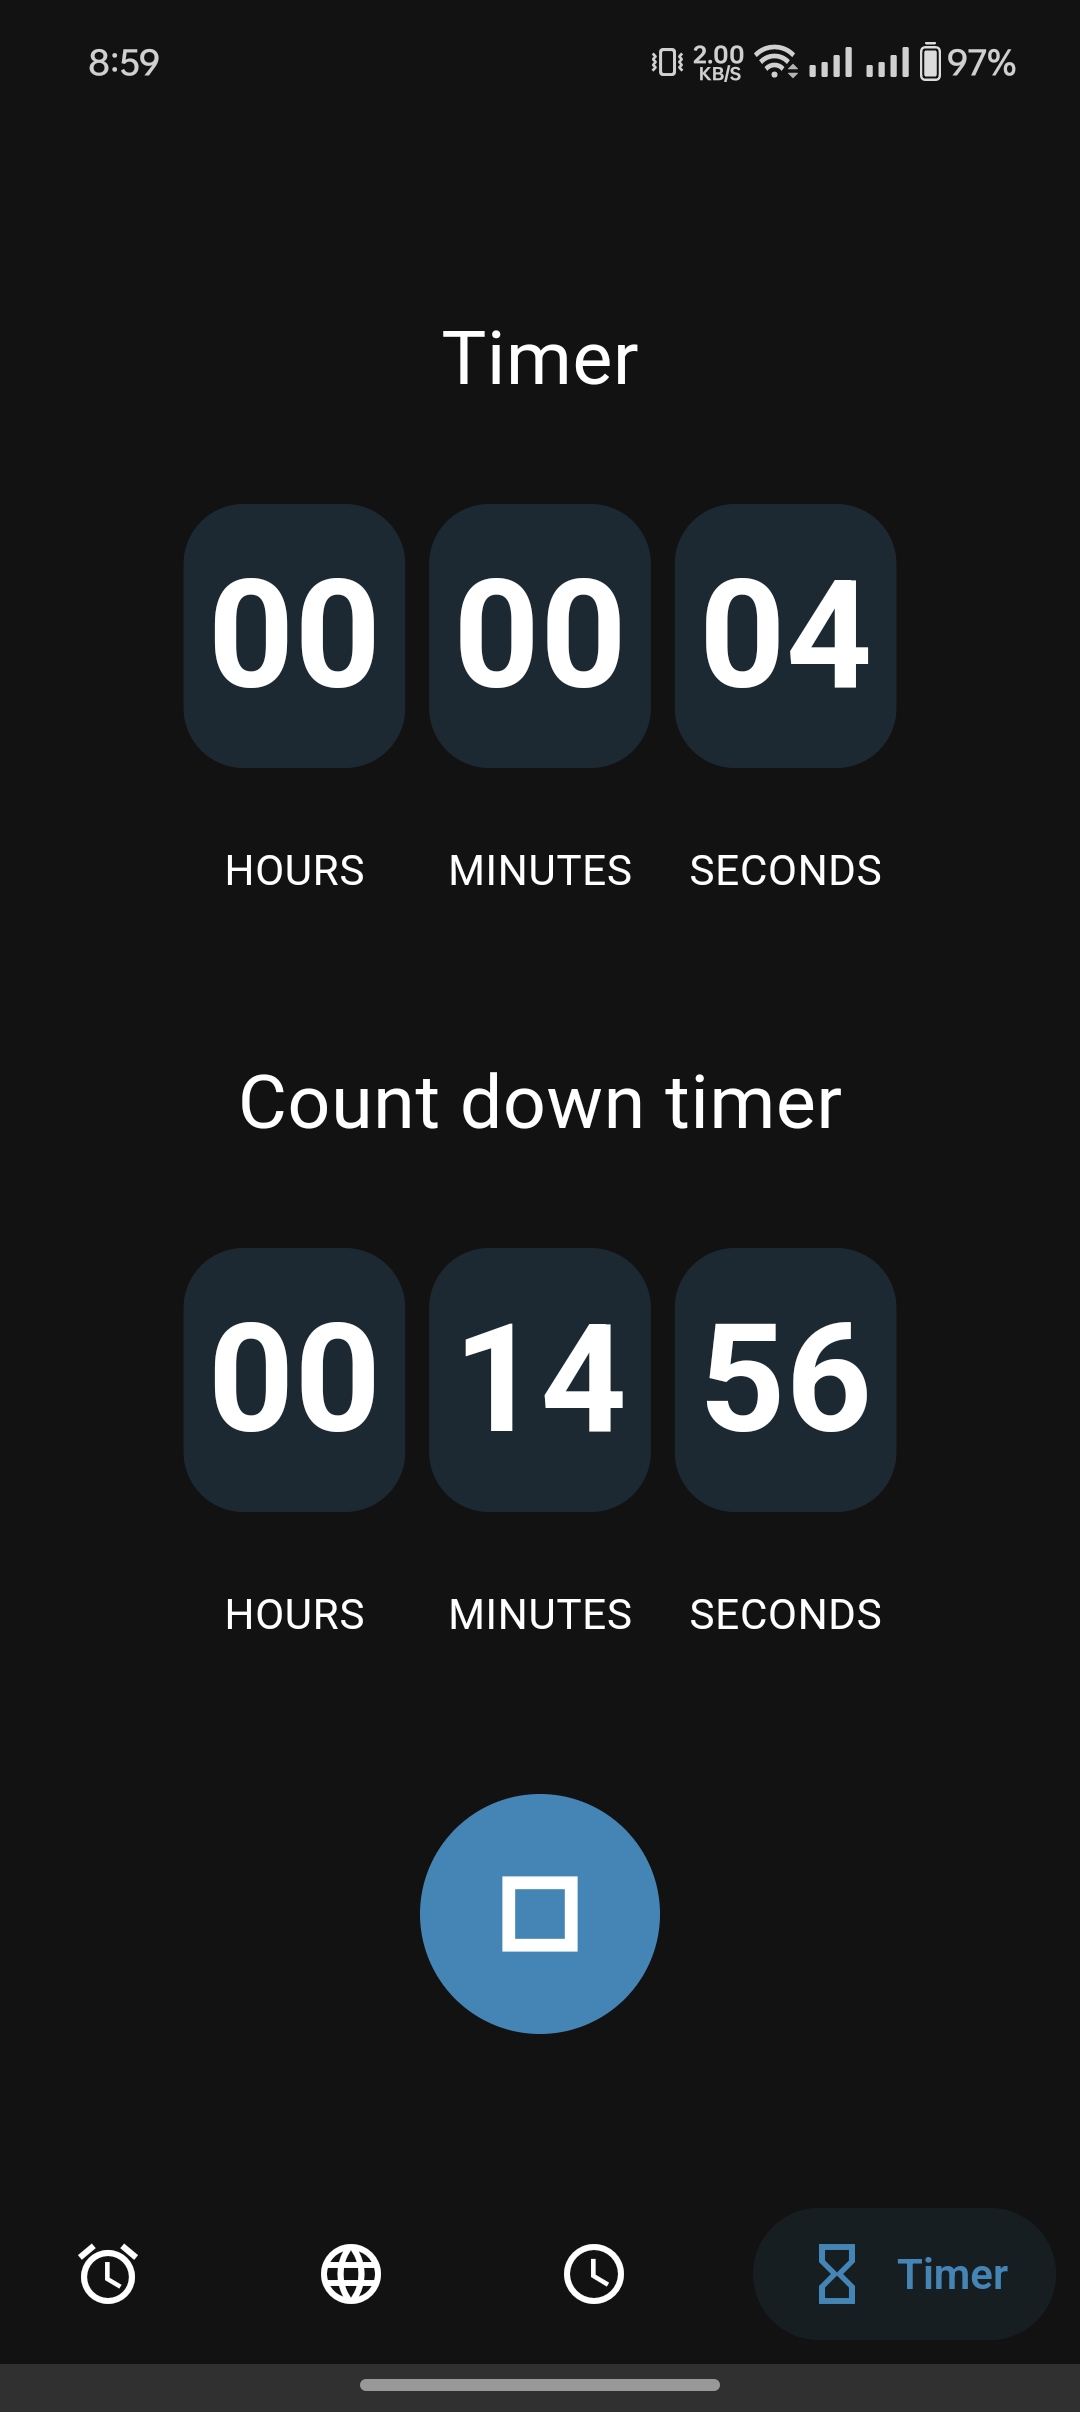 8:59 2.00 KB/S 97%
Timer
00 00 04
HOURS MINUTES SECONDS
Count down timer
00 14 56
HOURS MINUTES SECONDS
Timer